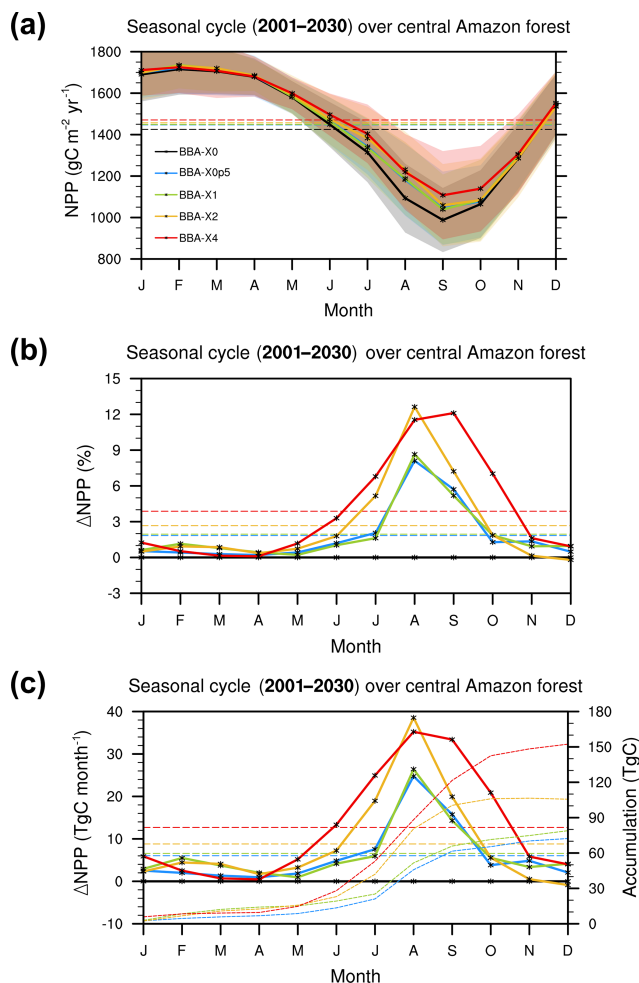 (a)
Seasonal cycle (2001–2030) over central Amazon forest
1800
1600
1400
1200
1000
800
NPP (gC m⁻² yr⁻¹)
BBA-X0
BBA-X0p5
BBA-X1
BBA-X2
BBA-X4
J F M A M J J A S O N D
Month
(b)
Seasonal cycle (2001–2030) over central Amazon forest
15
12
9
6
3
0
-3
ΔNPP (%)
J F M A M J J A S O N D
Month
(c)
Seasonal cycle (2001–2030) over central Amazon forest
40 180
30 150
20 120
10 90
0 60
-10 30
0
ΔNPP (TgC month⁻¹)
Accumulation (TgC)
J F M A M J J A S O N D
Month